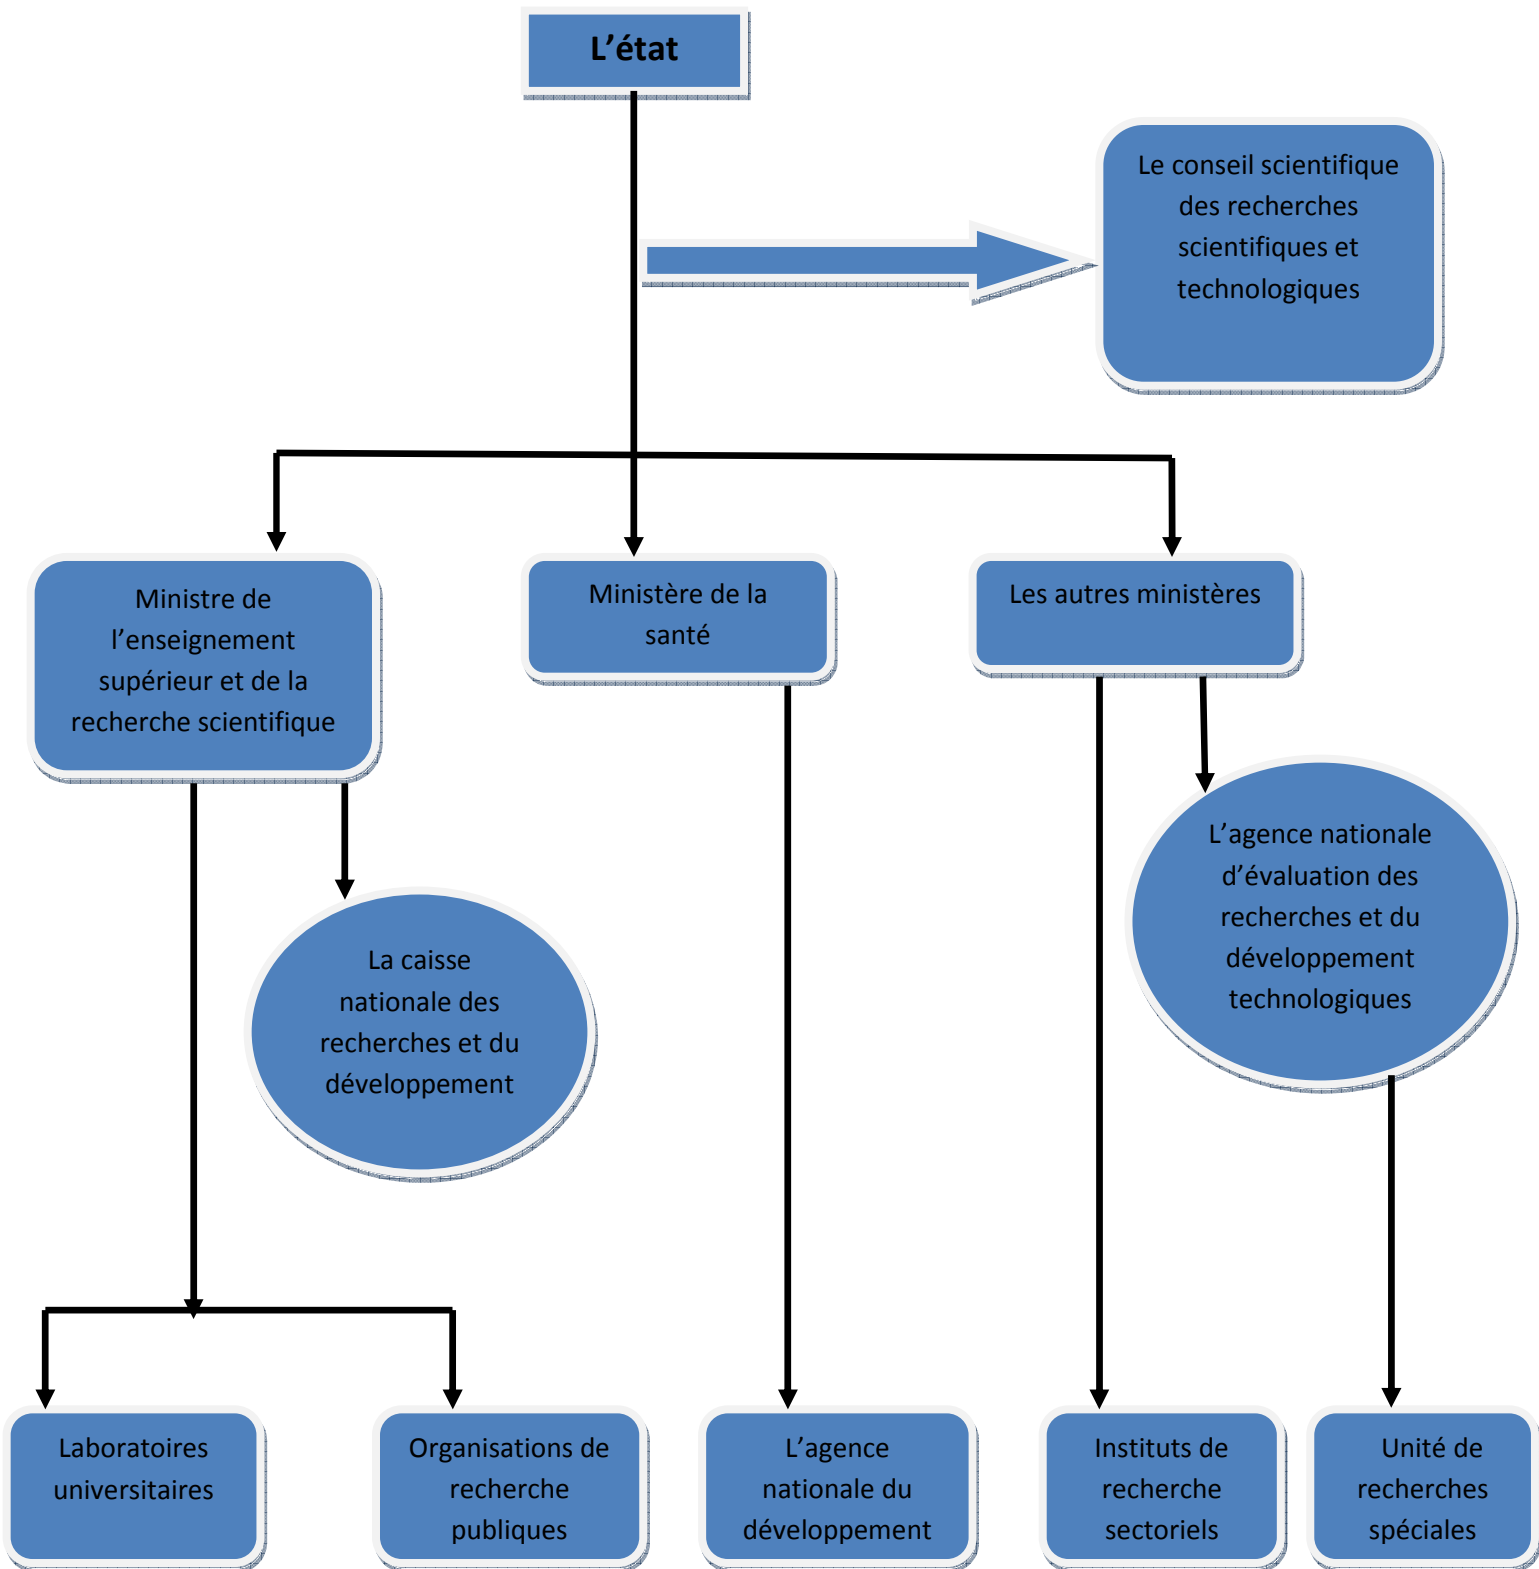 L’état
Le conseil scientifique
des recherches
scientifiques et
technologiques
Ministre de
l’enseignement
supérieur et de la
recherche scientifique
Ministère de la
santé
Les autres ministères
L’agence nationale
d’évaluation des
recherches et du
développement
technologiques
La caisse
nationale des
recherches et du
développement
Laboratoires
universitaires
Organisations de
recherche
publiques
L’agence
nationale du
développement
Instituts de
recherche
sectoriels
Unité de
recherches
spéciales